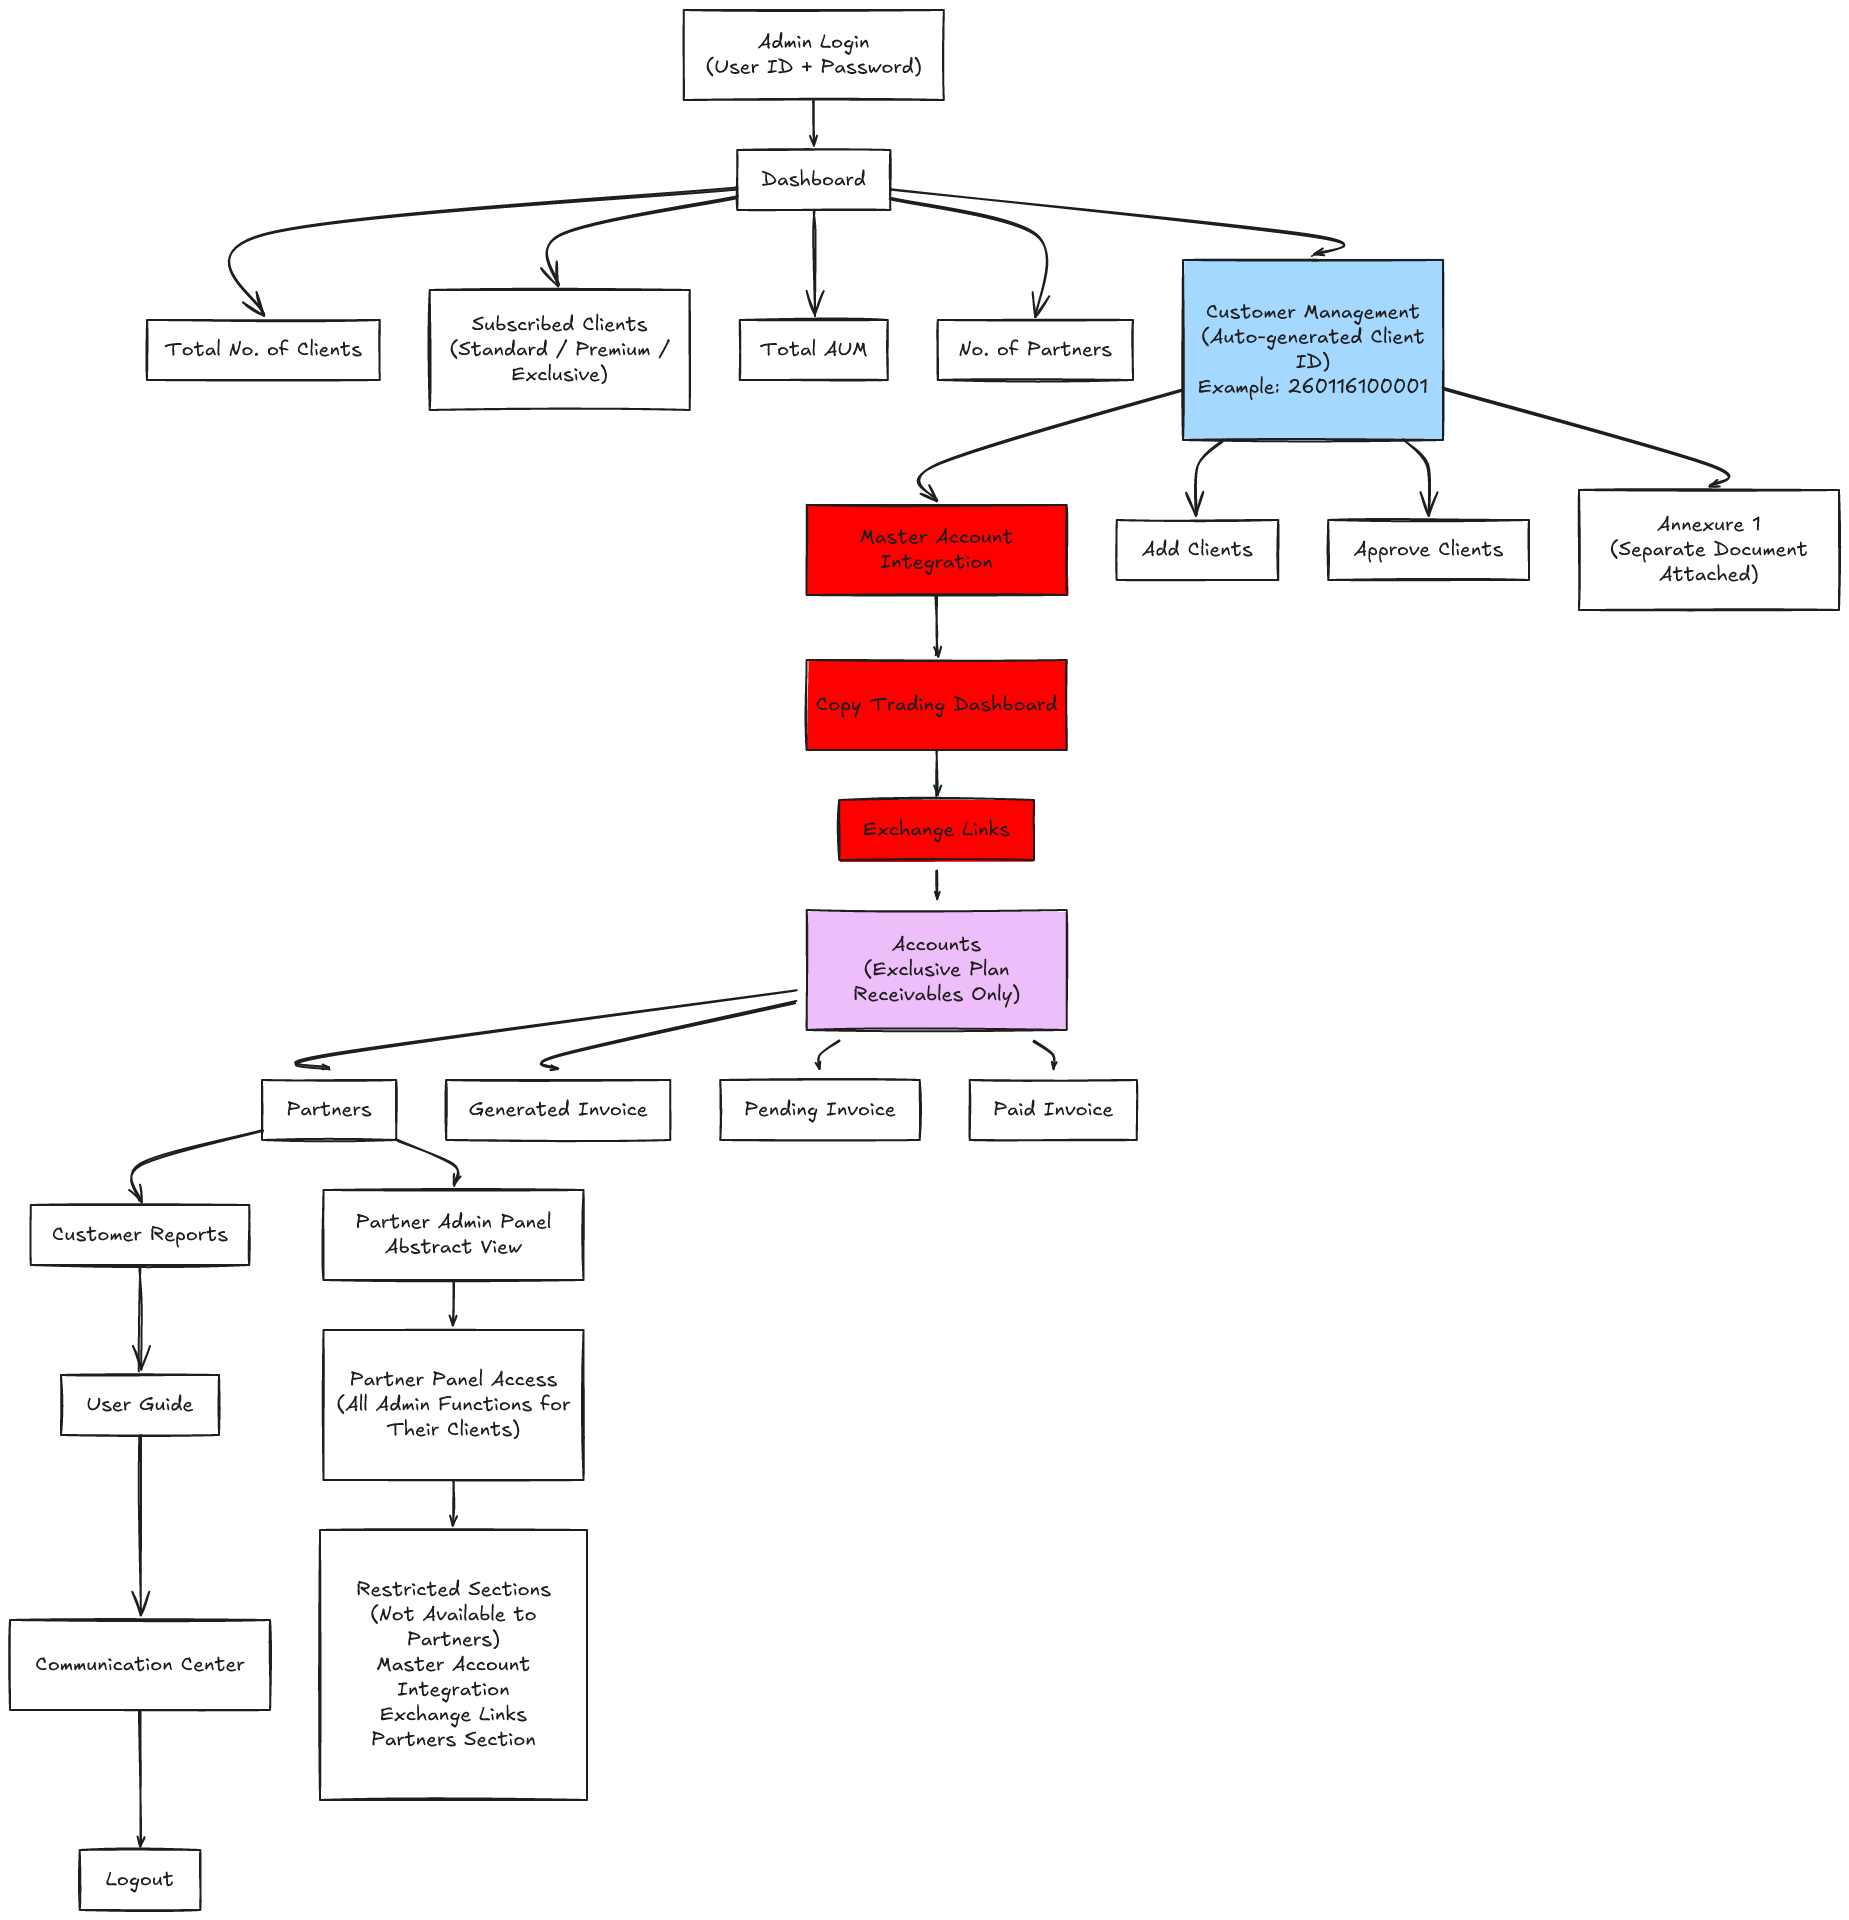 Admin Login
(User ID + Password)
Dashboard
Total No. of Clients
Subscribed Clients
(Standard / Premium /
Exclusive)
Total AUM
No. of Partners
Customer Management
(Auto-generated Client
ID)
Example: 260116100001
Master Account
Integration
Add Clients
Approve Clients
Annexure 1
(Separate Document
Attached)
Copy Trading Dashboard
Exchange Links
Accounts
(Exclusive Plan
Receivables Only)
Partners
Generated Invoice
Pending Invoice
Paid Invoice
Customer Reports
Partner Admin Panel
Abstract View
User Guide
Partner Panel Access
(All Admin Functions for
Their Clients)
Communication Center
Restricted Sections
(Not Available to
Partners)
Master Account
Integration
Exchange Links
Partners Section
Logout